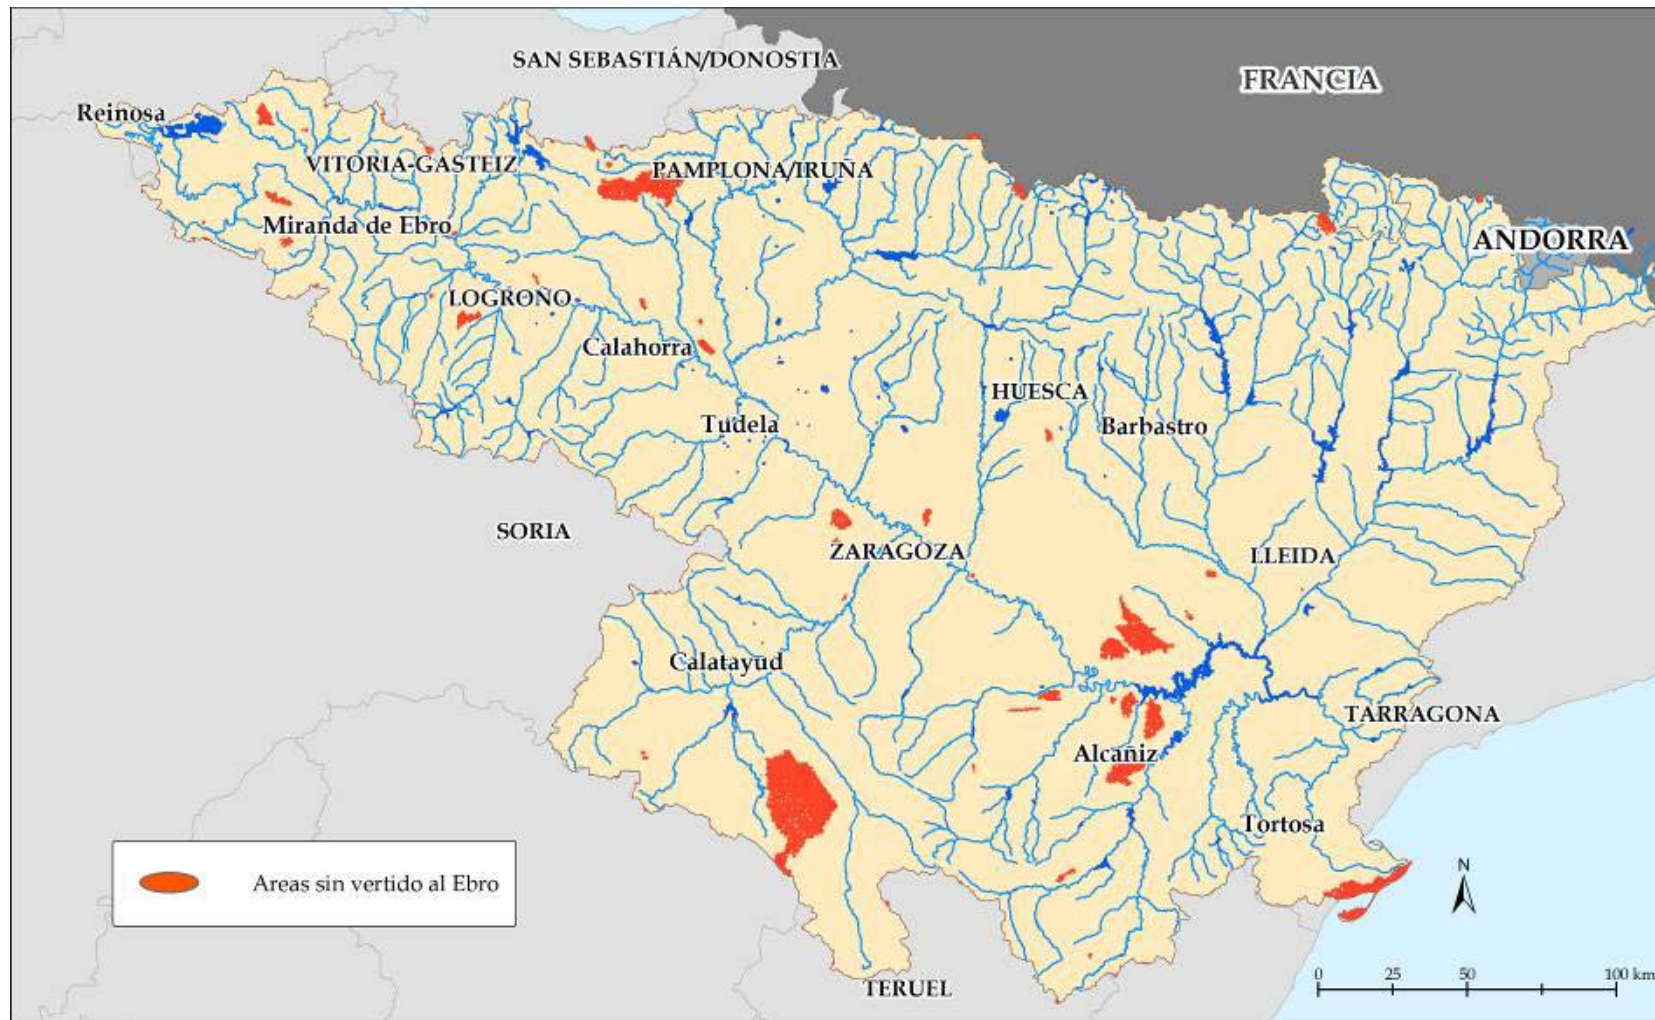 SAN SEBASTIÁN/DONOSTIA
FRANCIA
Reinosa
VITORIA-GASTEIZ
PAMPLONA/IRUÑA
Miranda de Ebro
ANDORRA
LOGROÑO
Calahorra
HUESCA
Tudela
Barbastro
SORIA
ZARAGOZA
LLEIDA
Calatayud
TARRAGONA
Alcañiz
Tortosa
Areas sin vertido al Ebro
N
0 25 50 100 km
TERUEL